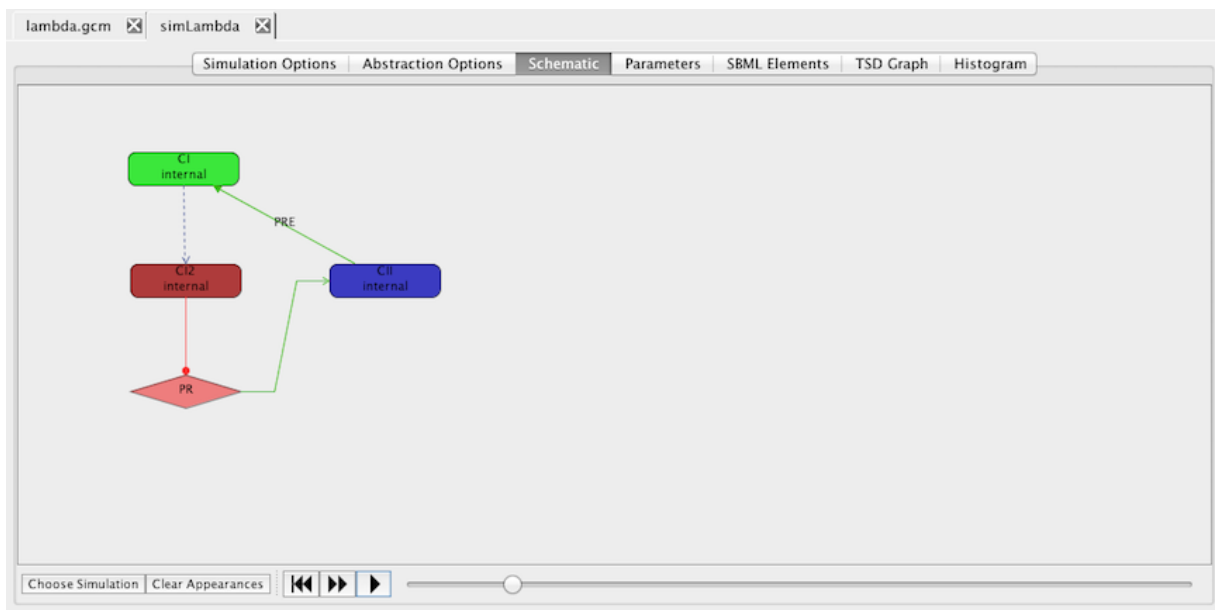 lambda.gcm simLambda
Simulation Options Abstraction Options Schematic Parameters SBML Elements TSD Graph Histogram
CI
internal
PRE
CI2
internal
CII
internal
PR
Choose Simulation Clear Appearances